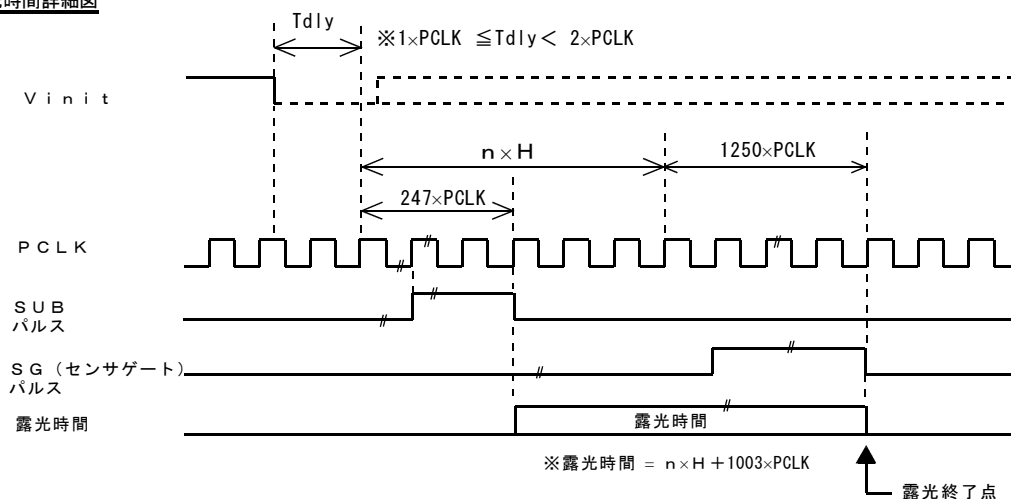 時間詳細図
Tdly
※1×PCLK ≦Tdly< 2×PCLK
Vinit
n×H
1250×PCLK
247×PCLK
PCLK
SUB
パルス
SG(センサゲート)
パルス
露光時間
露光時間
※露光時間 = n×H+1003×PCLK
露光終了点